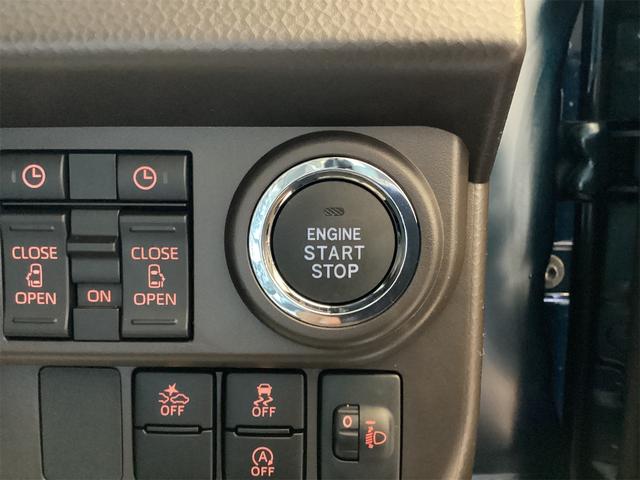 ENGINE
START
STOP
CLOSE
OPEN
ON
CLOSE
OPEN
OFF
OFF
A
OFF
0